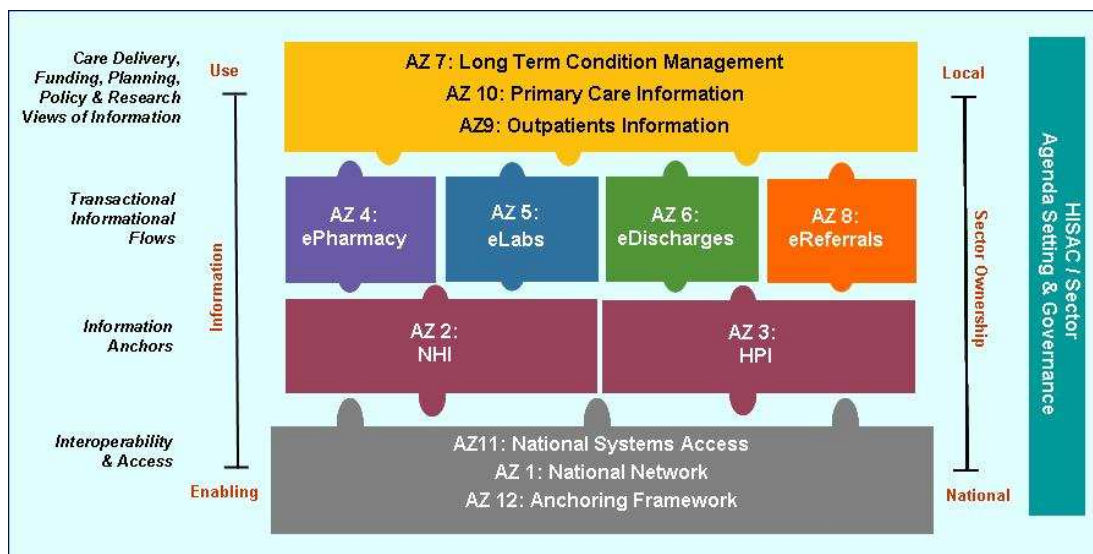 Care Delivery,
Funding, Planning,
Policy & Research
Views of Information
Use
AZ 7: Long Term Condition Management
AZ 10: Primary Care Information
AZ9: Outpatients Information
Local
Transactional
Informational
Flows
AZ 4:
ePharmacy
AZ 5:
eLabs
AZ 6:
eDischarges
AZ 8:
eReferrals
Information
Sector Ownership
HISAC / Sector
Agenda Setting & Governance
Information
Anchors
AZ 2:
NHI
AZ 3:
HPI
Interoperability
& Access
Enabling
AZ11: National Systems Access
AZ 1: National Network
AZ 12: Anchoring Framework
National